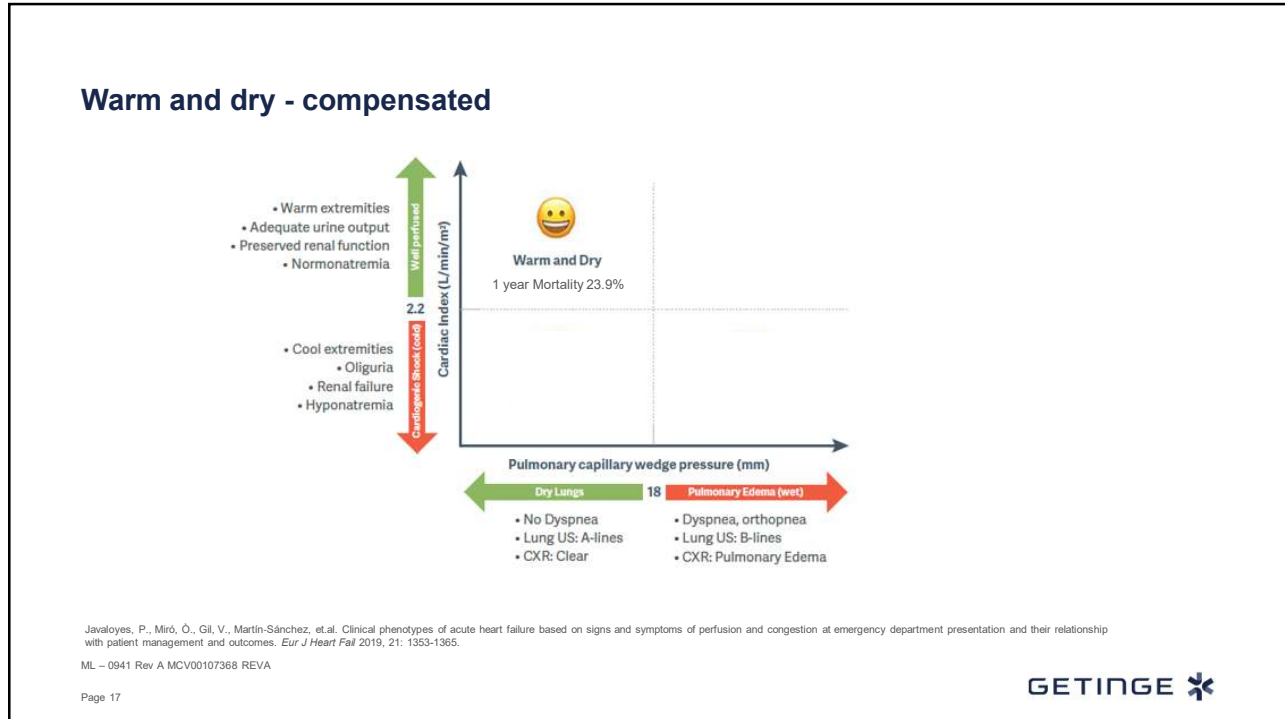 Warm and dry - compensated
• Warm extremities
• Adequate urine output
• Preserved renal function
• Normonatremia
Well perfused
2.2
Cardiogenic Shock (cold)
• Cool extremities
• Oliguria
• Renal failure
• Hyponatremia
Cardiac Index (L/min/m²)
Warm and Dry
1 year Mortality 23.9%
Pulmonary capillary wedge pressure (mm)
Dry Lungs
18
Pulmonary Edema (wet)
• No Dyspnea
• Lung US: A-lines
• CXR: Clear
• Dyspnea, orthopnea
• Lung US: B-lines
• CXR: Pulmonary Edema
Javaloyes, P., Miró, Ò., Gil, V., Martín-Sánchez, et.al. Clinical phenotypes of acute heart failure based on signs and symptoms of perfusion and congestion at emergency department presentation and their relationship
with patient management and outcomes. Eur J Heart Fail 2019, 21: 1353-1365.
ML – 0941 Rev A MCV00107368 REVA
Page 17
GETINGE